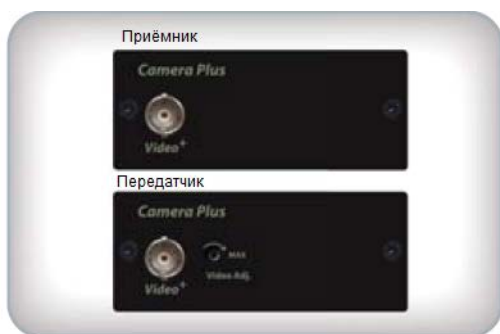 Приёмник
Camera Plus
Video+
Передатчик
Camera Plus
MAX
Video Adj.
Video+